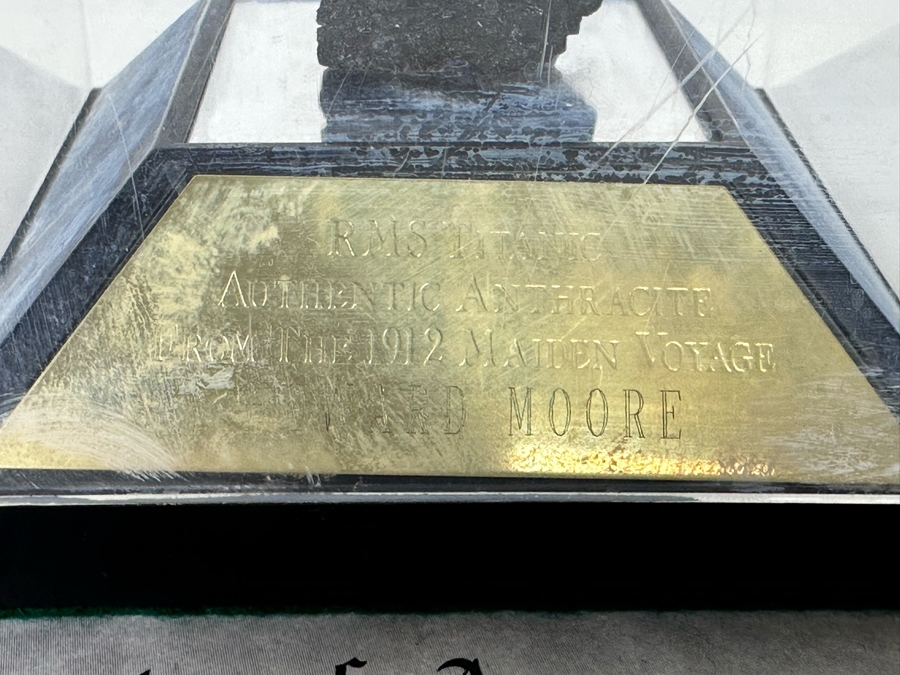 RMS TITANIC
AUTHENTIC ANTHRACITE
FROM THE 1912 MAIDEN VOYAGE
MOORE